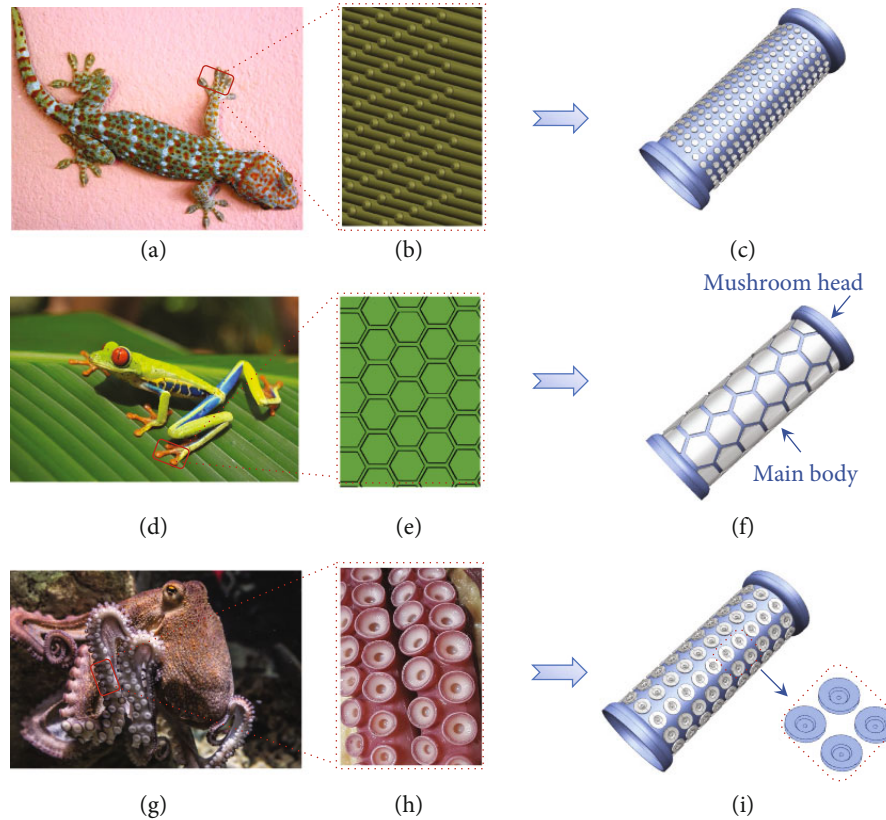 (a)
(b)
(c)
Mushroom head
Main body
(d)
(e)
(f)
(g)
(h)
(i)